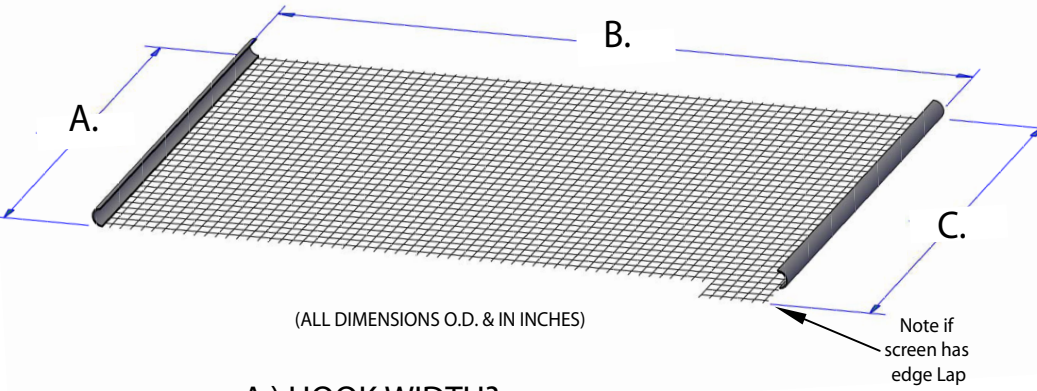 B.
A.
C.
(ALL DIMENSIONS O.D. & IN INCHES)
Note if
screen has
edge Lap